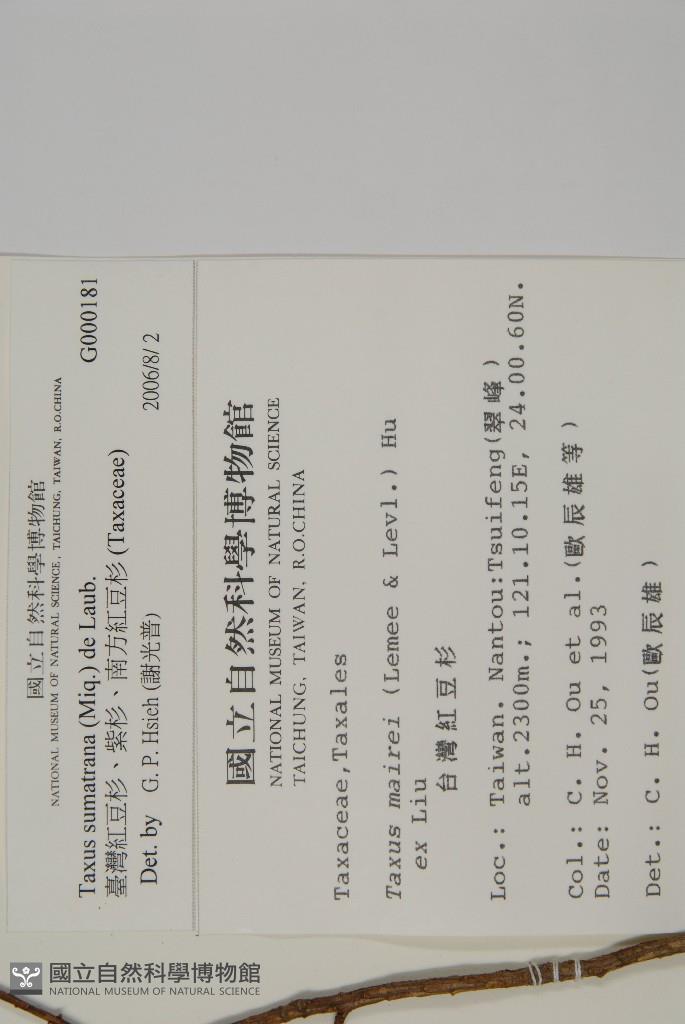 國立自然科學博物館
NATIONAL MUSEUM OF NATURAL SCIENCE, TAICHUNG, TAIWAN, R.O.CHINA
Taxus sumatrana (Miq.) de Laub. G000181
臺灣紅豆杉、紫杉、南方紅豆杉 (Taxaceae)
Det. by G. P. Hsich (謝光普) 2006/8/ 2
國立自然科學博物館
NATIONAL MUSEUM OF NATURAL SCIENCE
TAICHUNG, TAIWAN, R.O.CHINA
Taxaceae,Taxales
Taxus mairei (Lemee & Levl.) Hu
ex Liu
台灣紅豆杉
Loc.: Taiwan. Nantou:Tsuifeng(翠峰)
alt.2300m.; 121.10.15E, 24.00.60N.
Col.: C. H. Ou et al.(歐辰雄等)
Date: Nov. 25, 1993
Det.: C. H. Ou(歐辰雄)
國立自然科學博物館
NATIONAL MUSEUM OF NATURAL SCIENCE